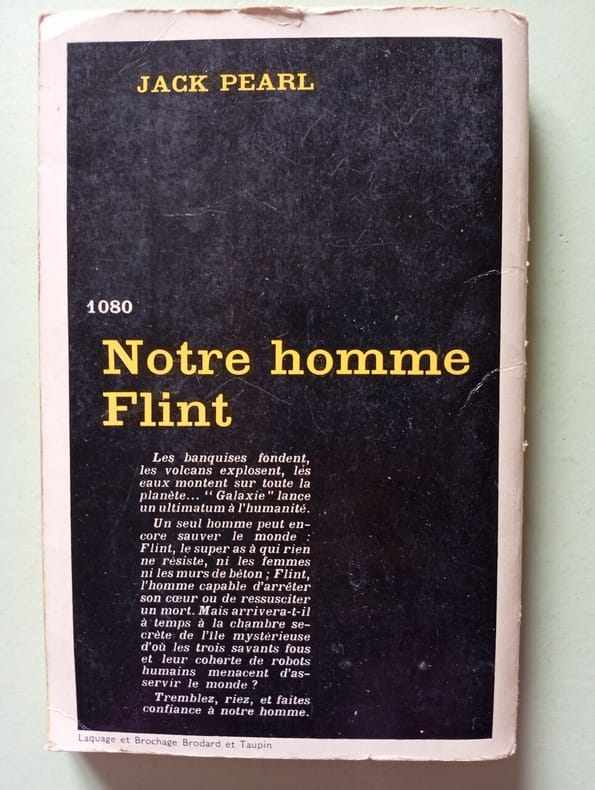 JACK PEARL
1080
Notre homme
Flint
Les banquises fondent,
les volcans explosent, les
eaux montent sur toute la
planète... "Galaxie" lance
un ultimatum à l'humanité.
Un seul homme peut en-
core sauver le monde :
Flint, le super as à qui rien
ne résiste, ni les femmes
ni les murs de béton ; Flint,
l'homme capable d'arrêter
son cœur ou de ressusciter
un mort. Mais arrivera-t-il
à temps à la chambre se-
crète de l'île mystérieuse
d'où les trois savants fous
et leur cohorte de robots
humains menacent d'as-
servir le monde ?
Tremblez, riez, et faites
confiance à notre homme.
Laquage et Brochage Brodard et Taupin